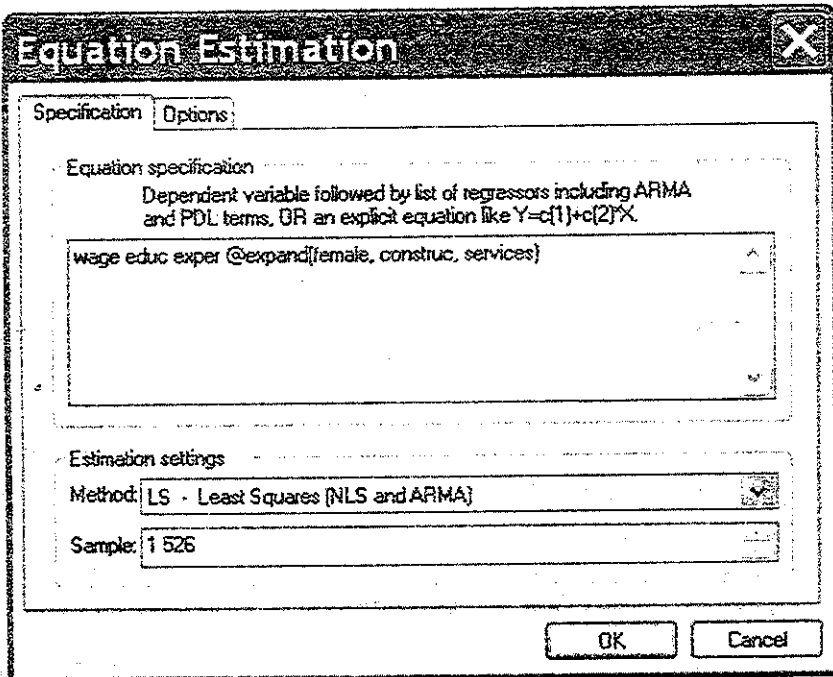 Equation Estimation
Specification
Options
Equation specification
Dependent variable followed by list of regressors including ARMA
and PDL terms, OR an explicit equation like Y=c(1)+c(2)*X.
wage educ exper @expand(female, construc, services)
Estimation settings
Method: LS - Least Squares (NLS and ARMA)
Sample: 1 526
OK
Cancel